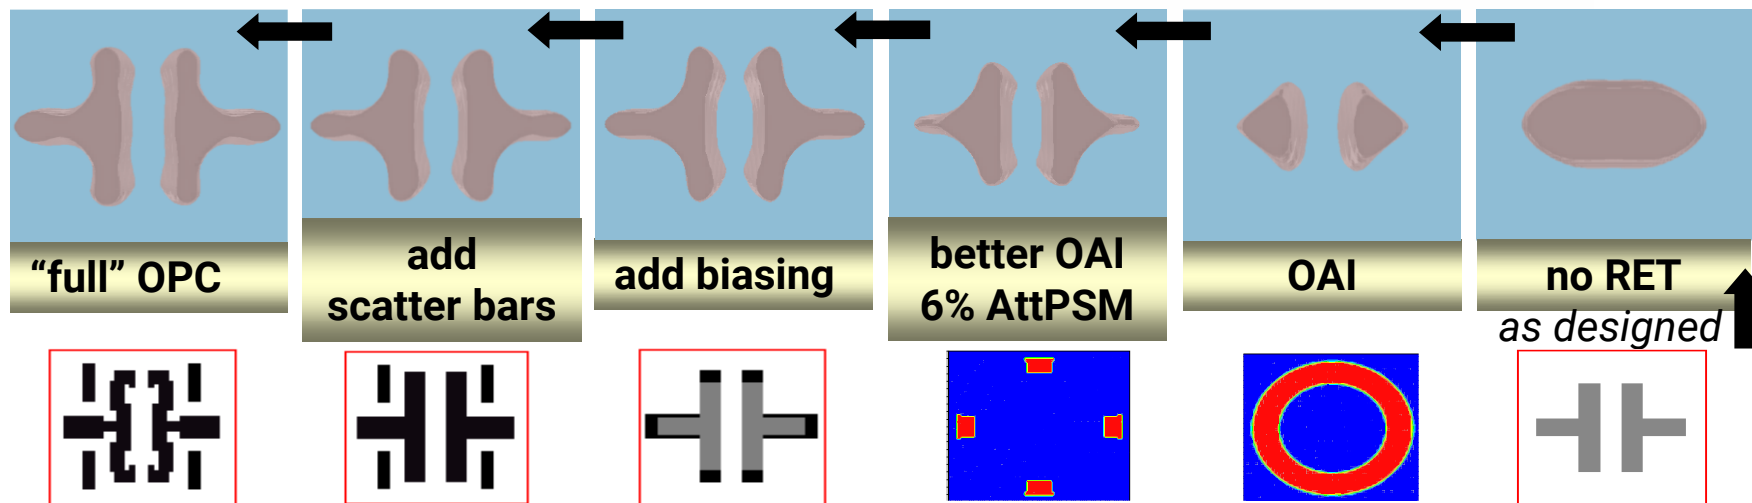 “full” OPC
add
scatter bars
add biasing
better OAI
6% AttPSM
OAI
no RET
as designed